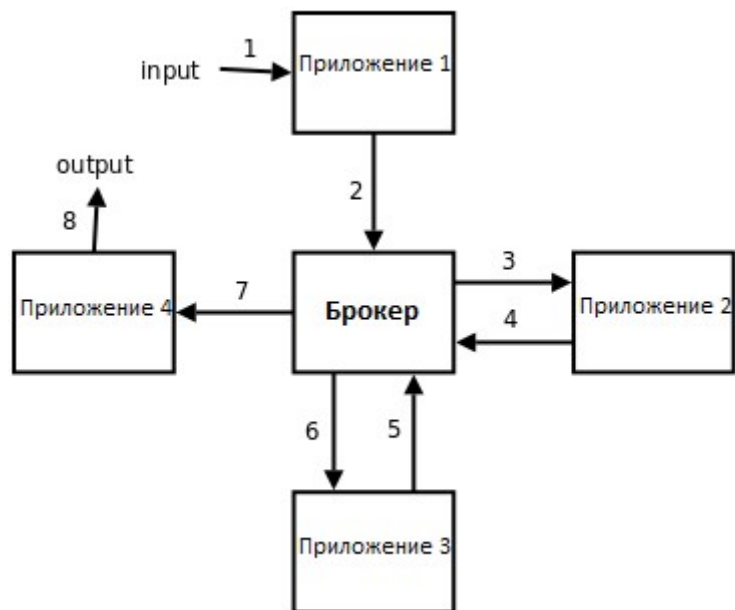 1
input
Приложение 1
2
output
8
3
Приложение 4
7
Брокер
Приложение 2
4
6
5
Приложение 3